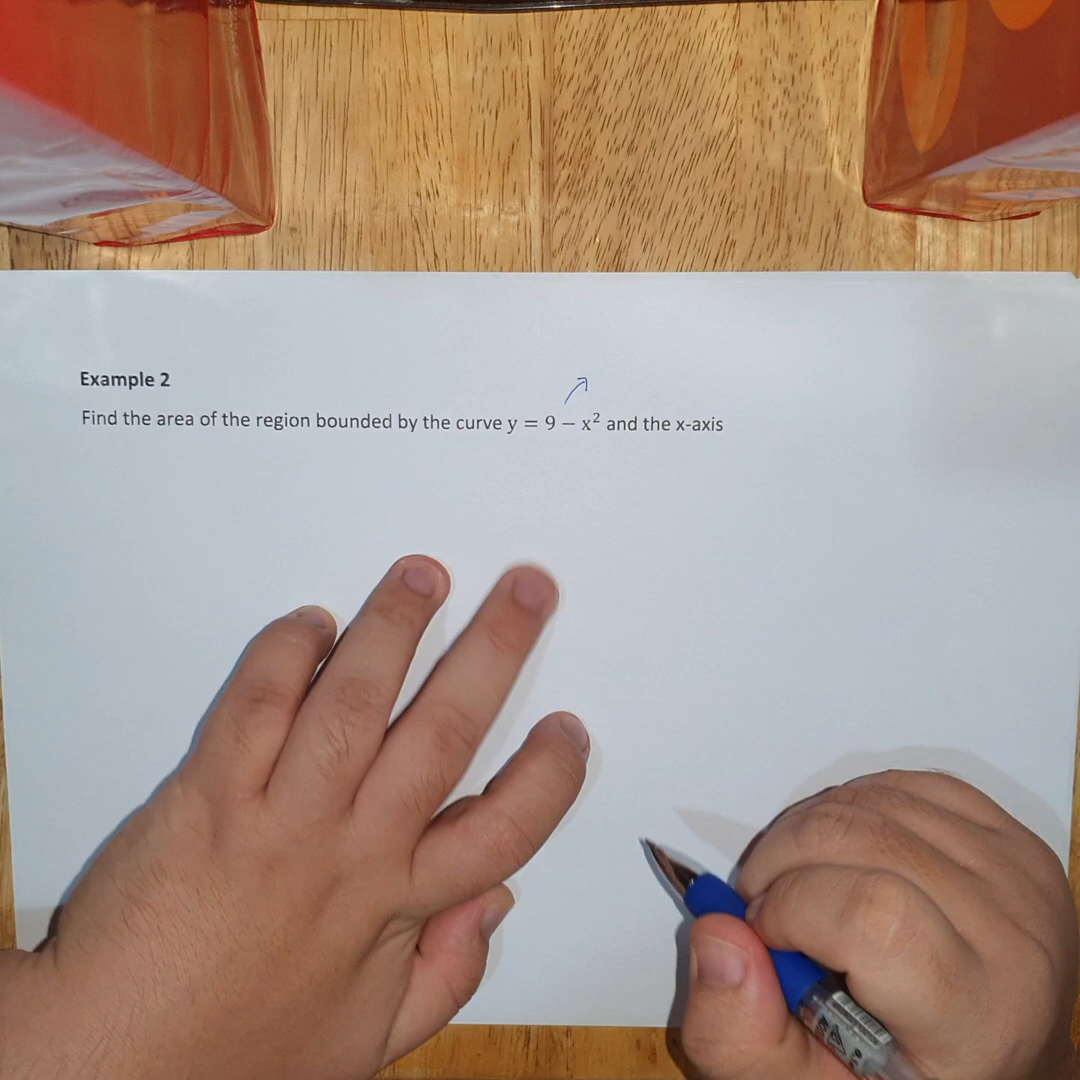 Example 2
Find the area of the region bounded by the curve y = 9 − x² and the x-axis